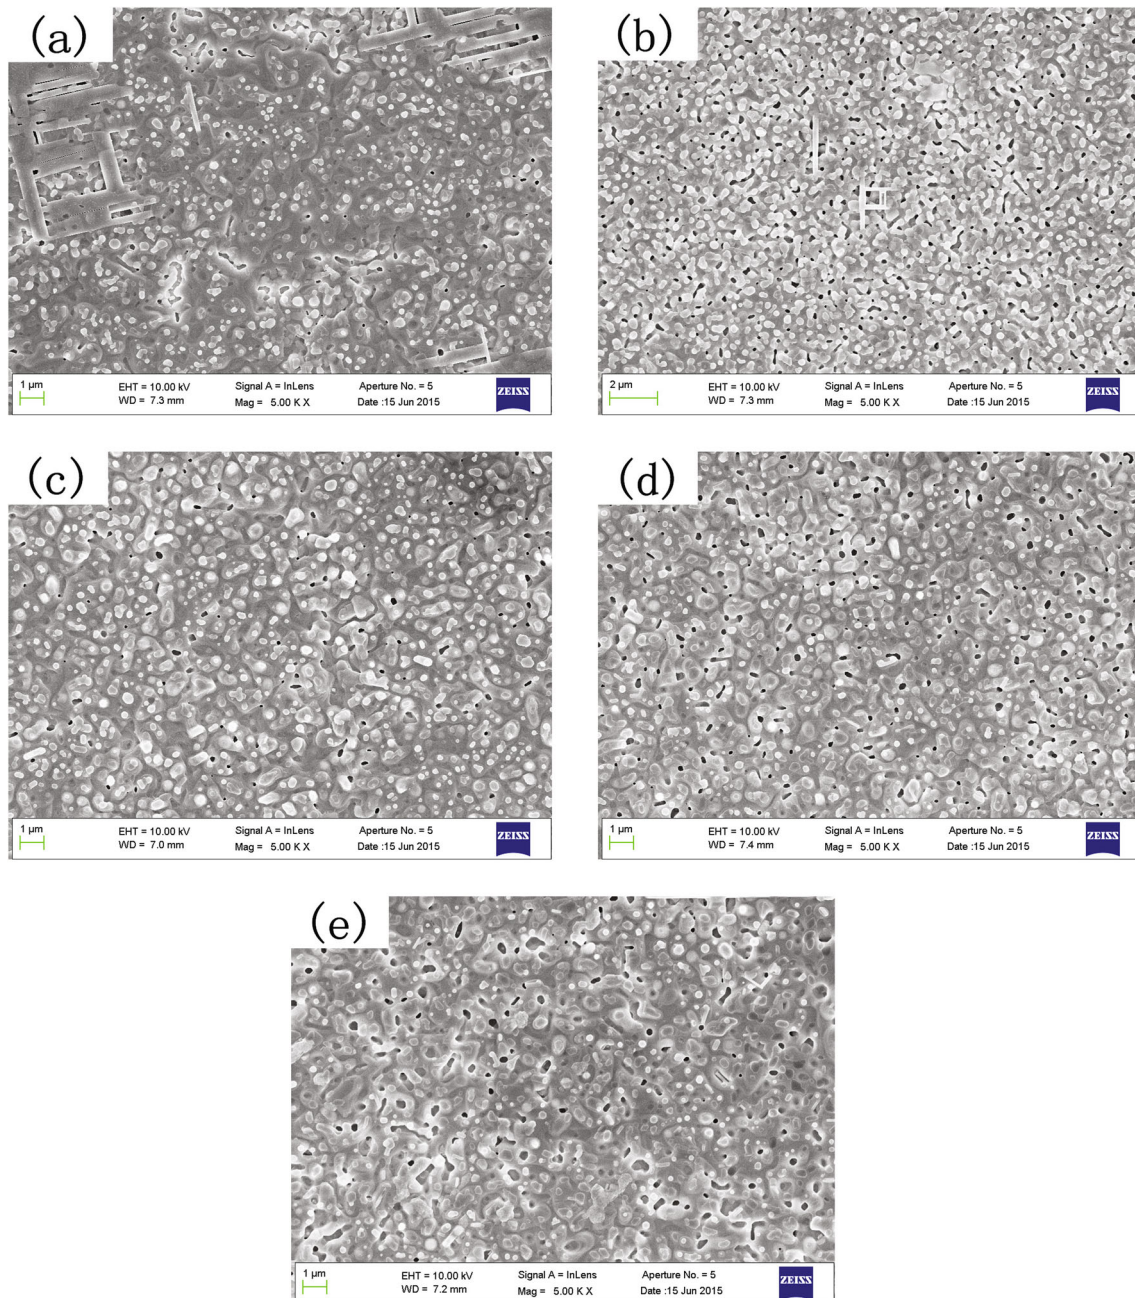 (a)
1 µm
EHT = 10.00 kV
WD = 7.3 mm
Signal A = InLens
Mag = 5.00 K X
Aperture No. = 5
Date :15 Jun 2015
ZEISS
(b)
2 µm
EHT = 10.00 kV
WD = 7.3 mm
Signal A = InLens
Mag = 5.00 K X
Aperture No. = 5
Date :15 Jun 2015
ZEISS
(c)
1 µm
EHT = 10.00 kV
WD = 7.0 mm
Signal A = InLens
Mag = 5.00 K X
Aperture No. = 5
Date :15 Jun 2015
ZEISS
(d)
1 µm
EHT = 10.00 kV
WD = 7.4 mm
Signal A = InLens
Mag = 5.00 K X
Aperture No. = 5
Date :15 Jun 2015
ZEISS
(e)
1 µm
EHT = 10.00 kV
WD = 7.2 mm
Signal A = InLens
Mag = 5.00 K X
Aperture No. = 5
Date :15 Jun 2015
ZEISS